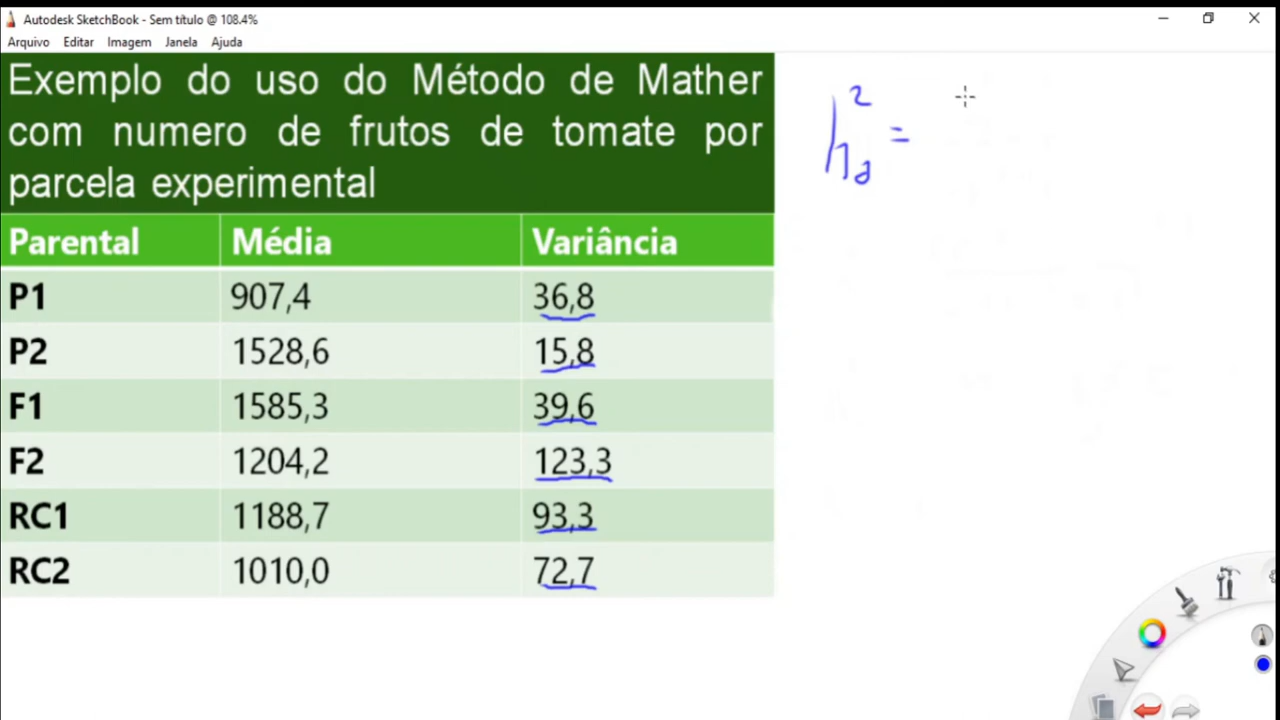 Autodesk SketchBook - Sem título @ 108.4%
Arquivo Editar Imagem Janela Ajuda
Exemplo do uso do Método de Mather
com numero de frutos de tomate por
parcela experimental
Parental Média Variância
P1 907,4 36,8
P2 1528,6 15,8
F1 1585,3 39,6
F2 1204,2 123,3
RC1 1188,7 93,3
RC2 1010,0 72,7
h² =